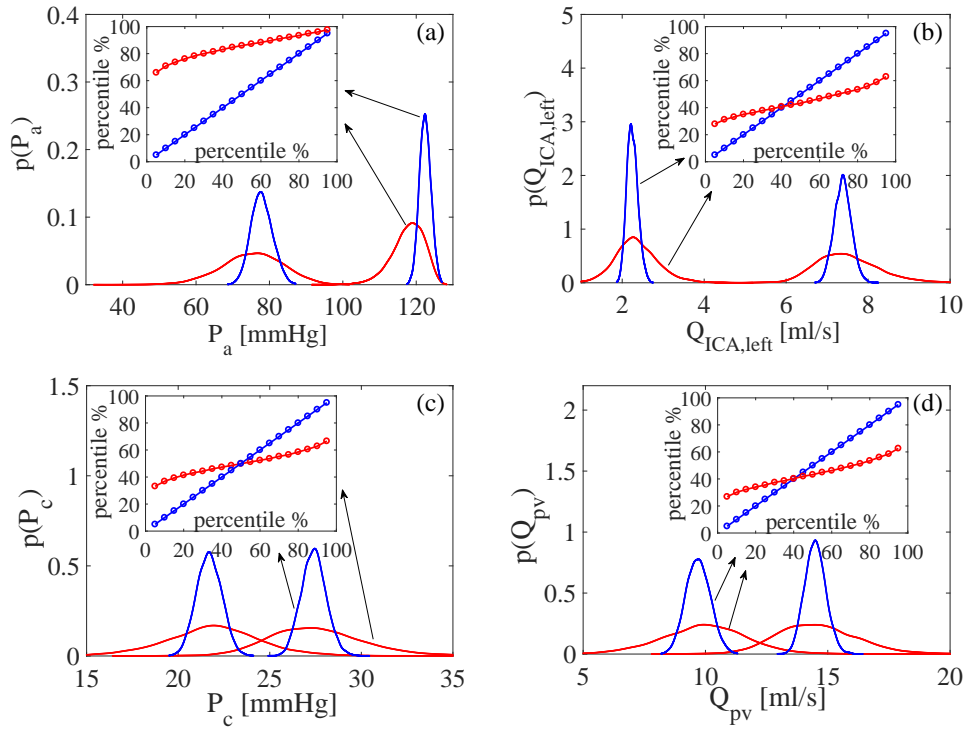 (a)
p(P_a)
0.4
0.3
0.2
0.1
0
percentile %
100
80
60
40
20
0
percentile %
0 20 40 60 80 100
40 60 80 100 120
P_a [mmHg]
(b)
p(Q_ICA,left)
5
4
3
2
1
0
percentile %
100
80
60
40
20
0
percentile %
0 20 40 60 80 100
2 4 6 8 10
Q_ICA,left [ml/s]
(c)
p(P_c)
1.5
1
0.5
0
percentile %
100
80
60
40
20
0
percentile %
0 20 40 60 80 100
15 20 25 30 35
P_c [mmHg]
(d)
p(Q_pv)
2
1.5
1
0.5
0
percentile %
100
80
60
40
20
0
percentile %
0 20 40 60 80 100
5 10 15 20
Q_pv [ml/s]